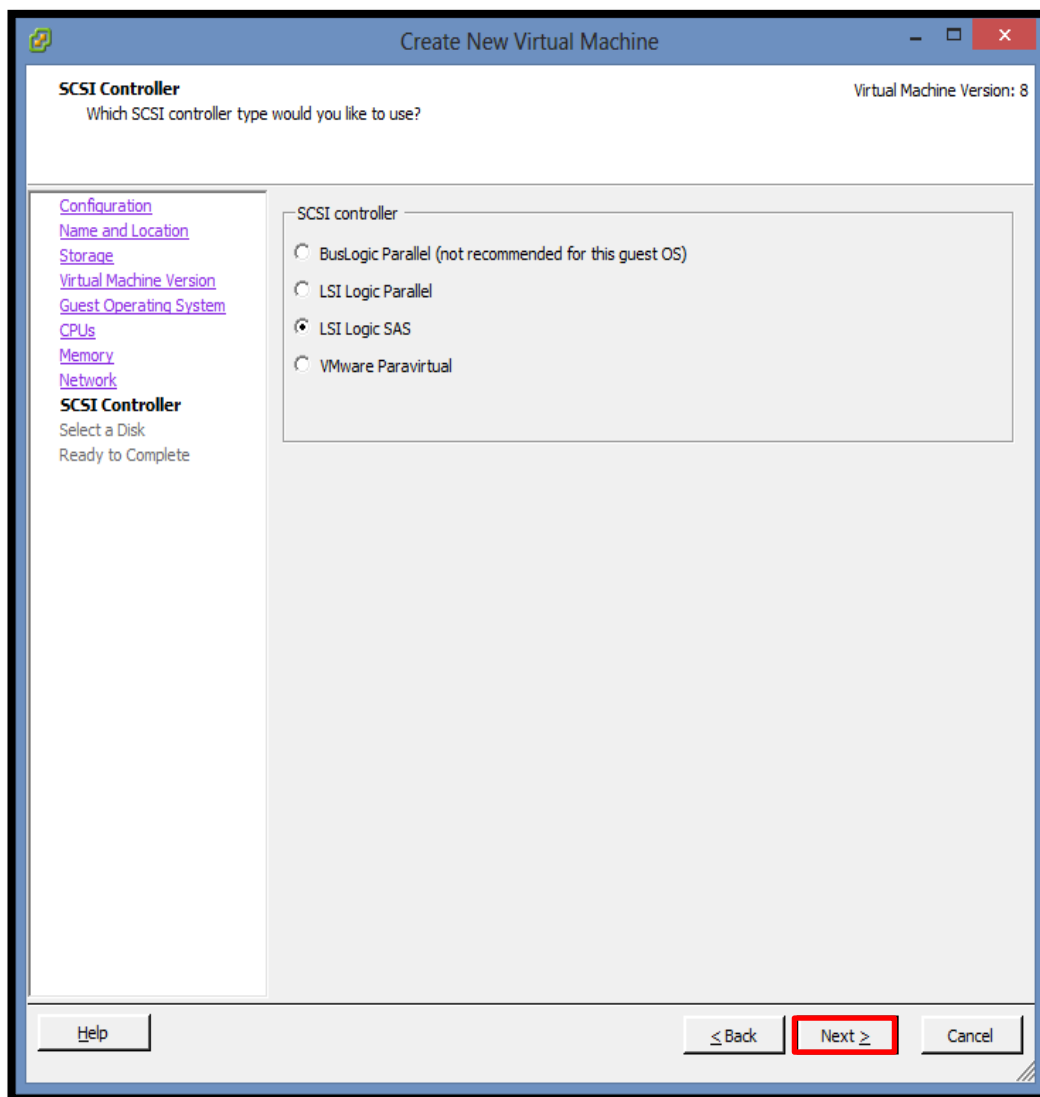 Create New Virtual Machine
SCSI Controller
Virtual Machine Version: 8
Which SCSI controller type would you like to use?
Configuration
Name and Location
Storage
Virtual Machine Version
Guest Operating System
CPUs
Memory
Network
SCSI Controller
Select a Disk
Ready to Complete
SCSI controller
BusLogic Parallel (not recommended for this guest OS)
LSI Logic Parallel
LSI Logic SAS
VMware Paravirtual
Help
< Back
Next >
Cancel